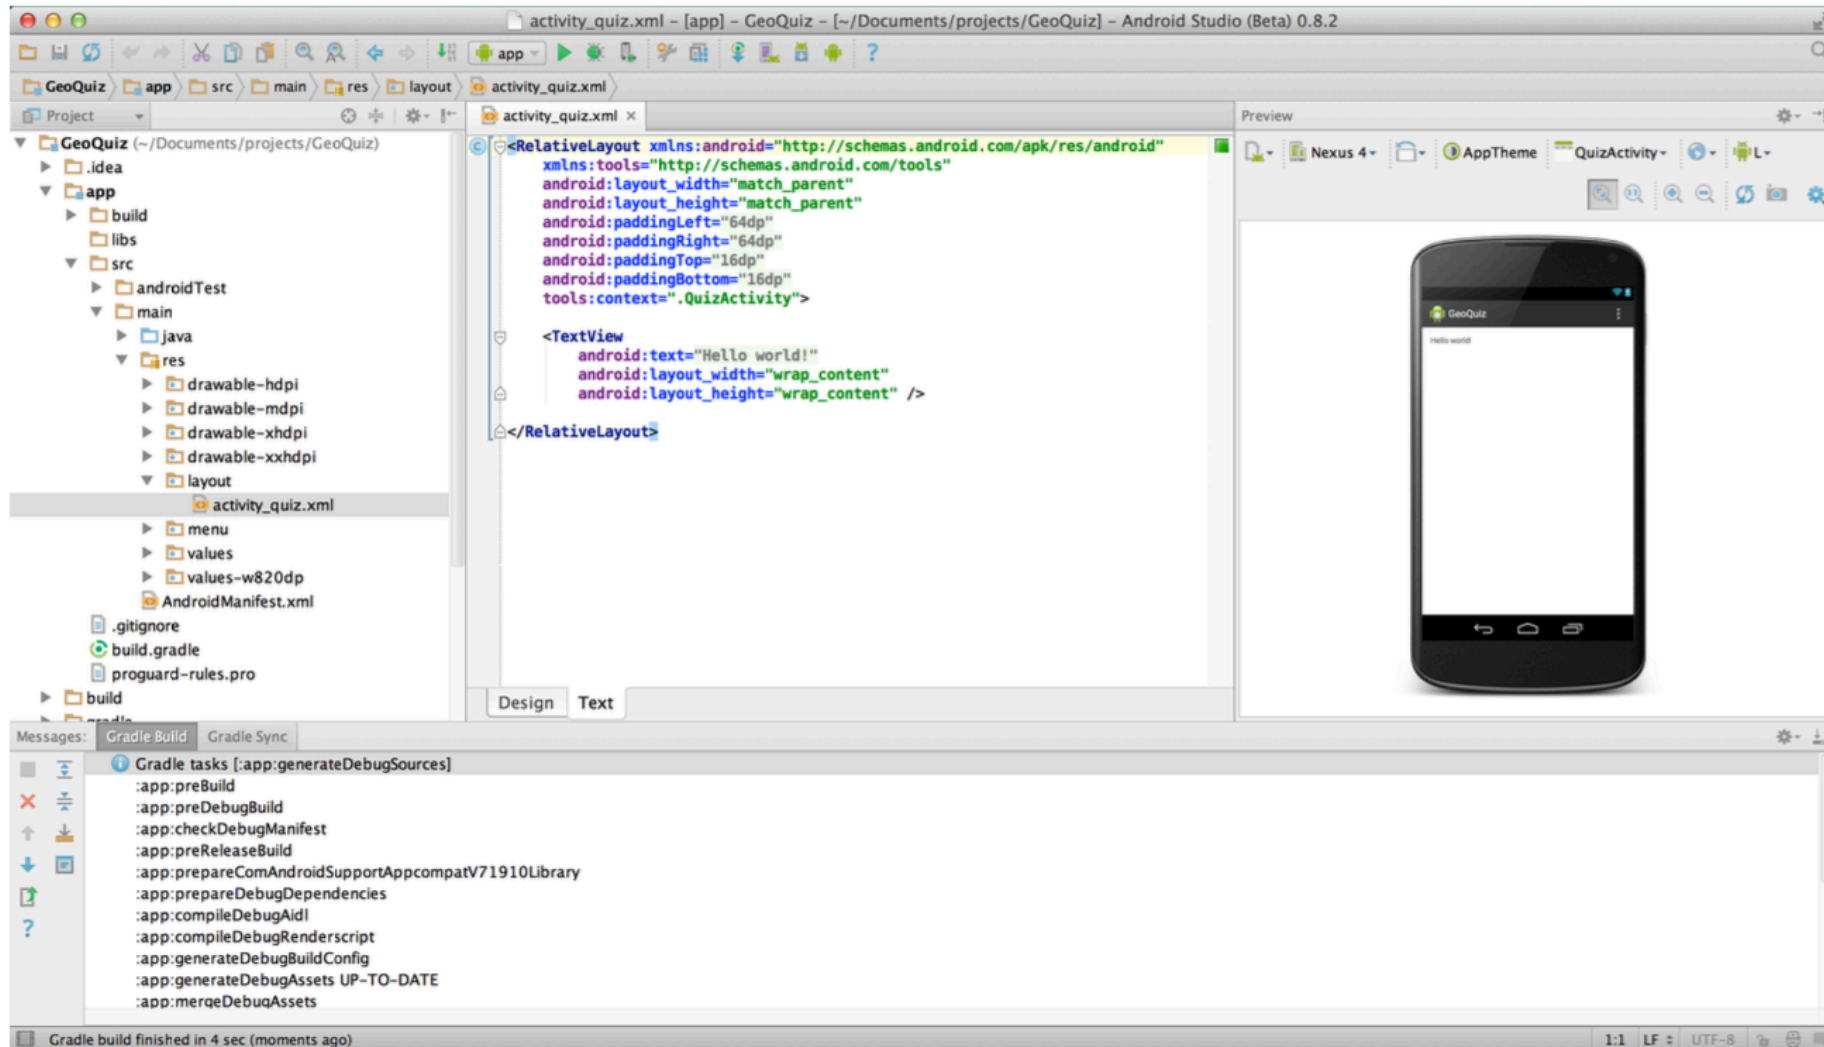 activity_quiz.xml – [app] – GeoQuiz – [~/Documents/projects/GeoQuiz] – Android Studio (Beta) 0.8.2
app
GeoQuiz app src main res layout activity_quiz.xml
Project
GeoQuiz (~/Documents/projects/GeoQuiz)
.idea
app
build
libs
src
androidTest
main
java
res
drawable-hdpi
drawable-mdpi
drawable-xhdpi
drawable-xxhdpi
layout
activity_quiz.xml
menu
values
values-w820dp
AndroidManifest.xml
.gitignore
build.gradle
proguard-rules.pro
build
gradle
activity_quiz.xml ×
<RelativeLayout xmlns:android="http://schemas.android.com/apk/res/android"
xmlns:tools="http://schemas.android.com/tools"
android:layout_width="match_parent"
android:layout_height="match_parent"
android:paddingLeft="64dp"
android:paddingRight="64dp"
android:paddingTop="16dp"
android:paddingBottom="16dp"
tools:context=".QuizActivity">
<TextView
android:text="Hello world!"
android:layout_width="wrap_content"
android:layout_height="wrap_content" />
</RelativeLayout>
Design Text
Preview
Nexus 4 AppTheme QuizActivity L
GeoQuiz
Hello world!
Messages: Gradle Build Gradle Sync
Gradle tasks [:app:generateDebugSources]
:app:preBuild
:app:preDebugBuild
:app:checkDebugManifest
:app:preReleaseBuild
:app:prepareComAndroidSupportAppcompatV71910Library
:app:prepareDebugDependencies
:app:compileDebugAidl
:app:compileDebugRenderscript
:app:generateDebugBuildConfig
:app:generateDebugAssets UP-TO-DATE
:app:mergeDebugAssets
Gradle build finished in 4 sec (moments ago)
1:1 LF UTF-8